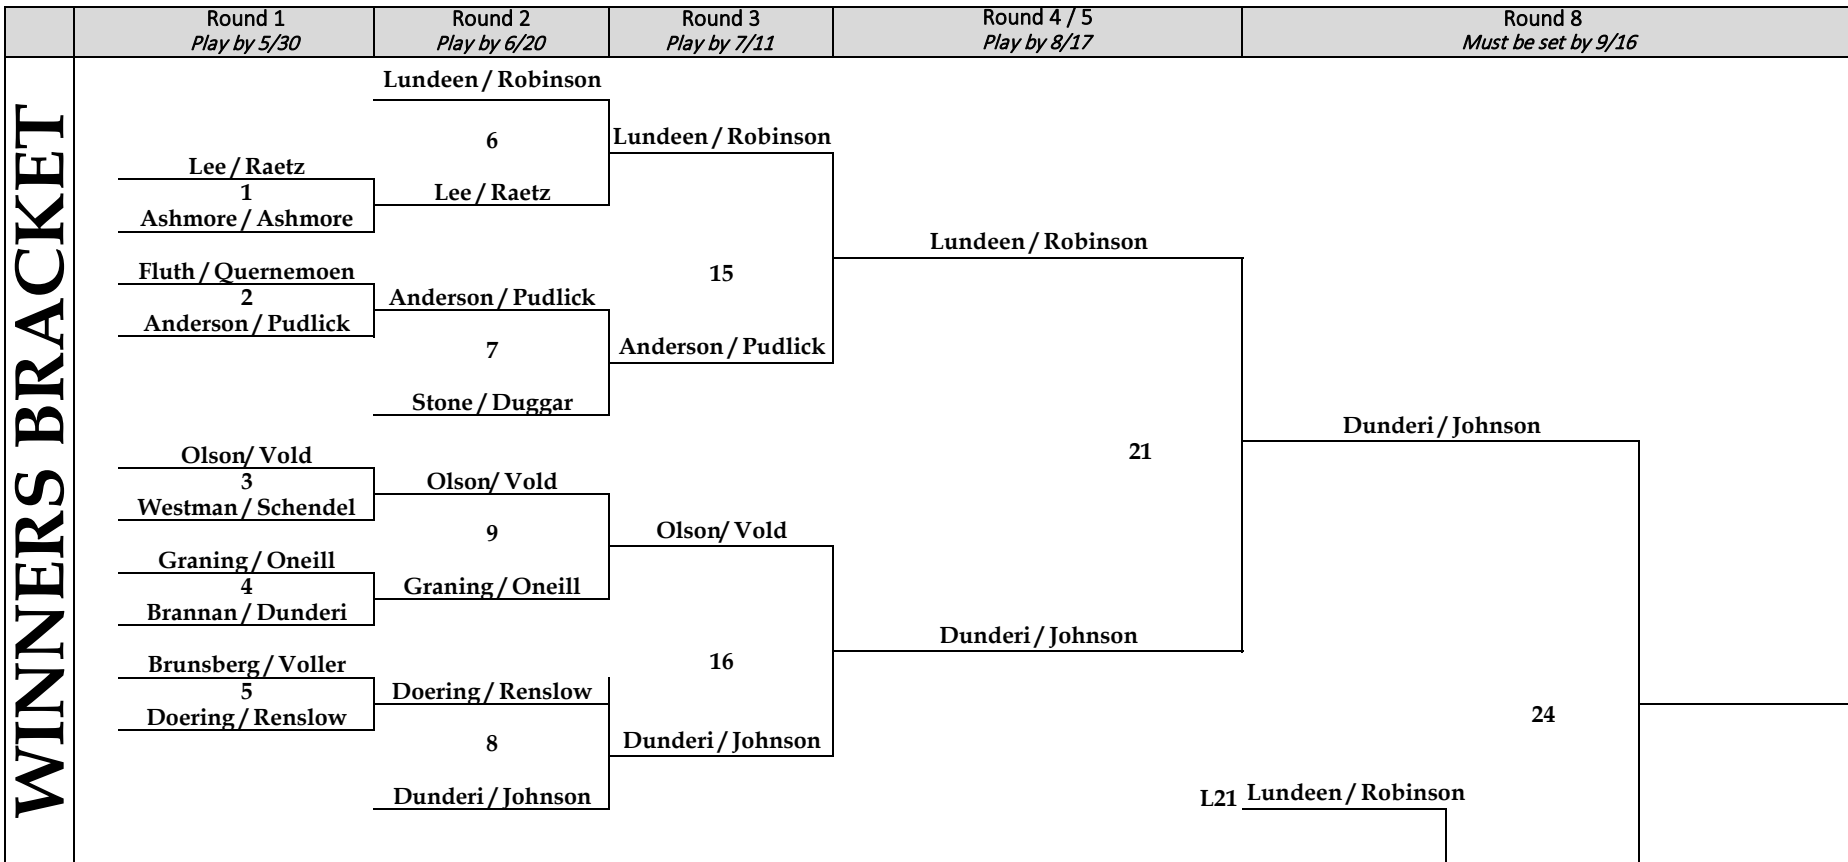 Round 1
Play by 5/30
Round 2
Play by 6/20
Round 3
Play by 7/11
Round 4 / 5
Play by 8/17
Round 8
Must be set by 9/16
WINNERS BRACKET
Lundeen / Robinson
6
Lundeen / Robinson
Lee / Raetz
1
Lee / Raetz
Ashmore / Ashmore
Lundeen / Robinson
Fluth / Quernemoen
15
2
Anderson / Pudlick
Anderson / Pudlick
7
Anderson / Pudlick
Stone / Duggar
Dunderi / Johnson
21
Olson/ Vold
3
Olson/ Vold
Westman / Schendel
9
Olson/ Vold
Graning / Oneill
4
Graning / Oneill
Brannan / Dunderi
Dunderi / Johnson
Brunsberg / Voller
16
5
Doering / Renslow
Doering / Renslow
24
8
Dunderi / Johnson
Dunderi / Johnson
L21 Lundeen / Robinson